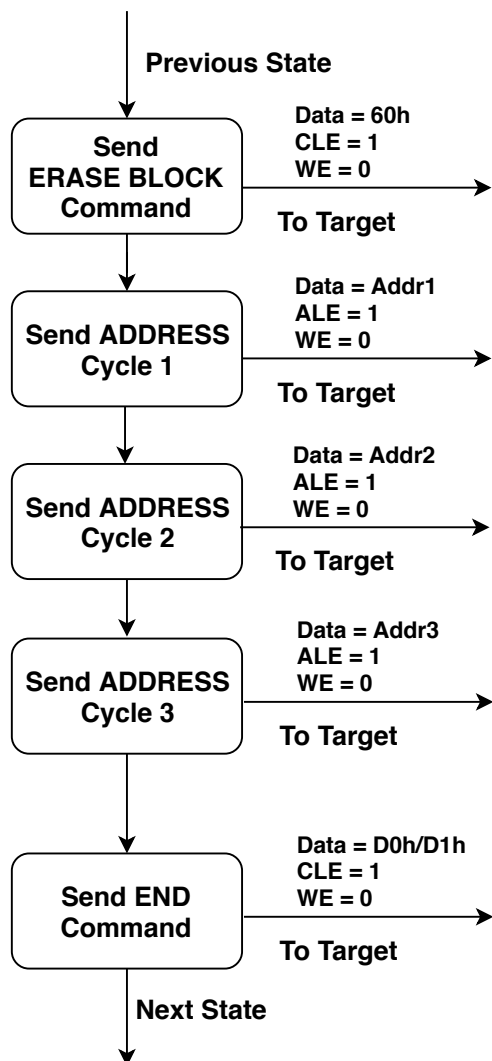 Previous State
Send
ERASE BLOCK
Command
Data = 60h
CLE = 1
WE = 0
To Target
Send ADDRESS
Cycle 1
Data = Addr1
ALE = 1
WE = 0
To Target
Send ADDRESS
Cycle 2
Data = Addr2
ALE = 1
WE = 0
To Target
Send ADDRESS
Cycle 3
Data = Addr3
ALE = 1
WE = 0
To Target
Send END
Command
Data = D0h/D1h
CLE = 1
WE = 0
To Target
Next State